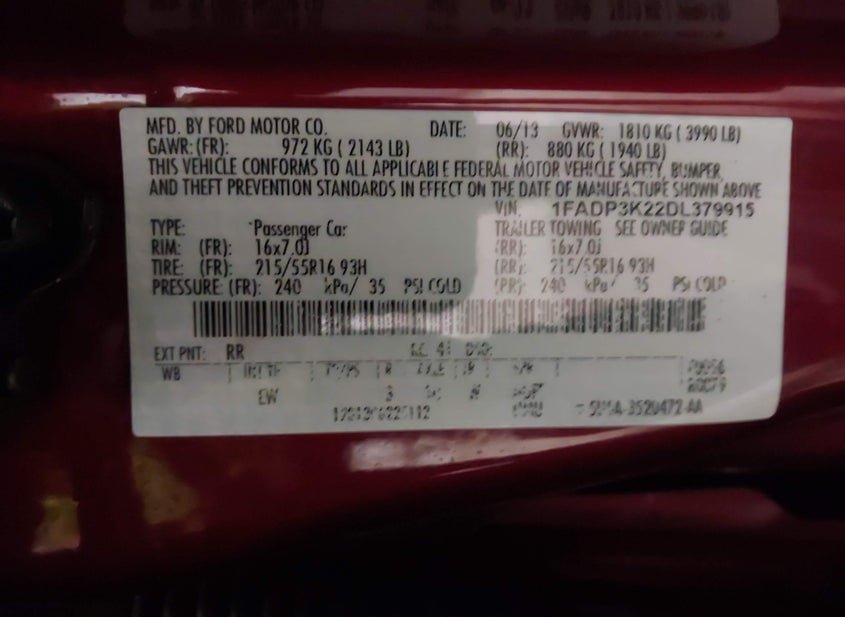 MFD. BY FORD MOTOR CO. DATE: 06/13 GVWR: 1810 KG ( 3990 LB)
GAWR: (FR): 972 KG ( 2143 LB) (RR): 880 KG ( 1940 LB)
THIS VEHICLE CONFORMS TO ALL APPLICABLE FEDERAL MOTOR VEHICLE SAFETY, BUMPER
AND THEFT PREVENTION STANDARDS IN EFFECT ON THE DATE OF MANUFACTURE SHOWN ABOVE
VIN: 1FADP3K22DL379915
TYPE: Passenger Car TRAILER TOWING SEE OWNER GUIDE
RIM: (FR): 16x7.0J (RR): 16x7.0J
TIRE: (FR): 215/55R16 93H (RR): 215/55R16 93H
PRESSURE: (FR): 240 kPa/ 35 PSI COLD (RR): 240 kPa/ 35 PSI COLD
EXT PNT: RR
WB
EW